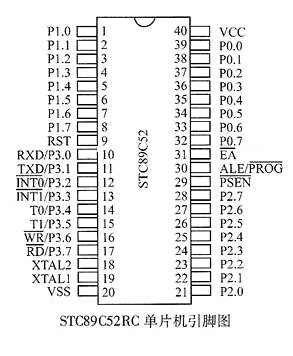 P1.0 1 40 VCC
P1.1 2 39 P0.0
P1.2 3 38 P0.1
P1.3 4 37 P0.2
P1.4 5 36 P0.3
P1.5 6 35 P0.4
P1.6 7 34 P0.5
P1.7 8 33 P0.6
RST 9 32 P0.7
RXD/P3.0 10 31 EA
TXD/P3.1 11 30 ALE/PROG
INT0/P3.2 12 29 PSEN
INT1/P3.3 13 28 P2.7
T0/P3.4 14 27 P2.6
T1/P3.5 15 26 P2.5
WR/P3.6 16 25 P2.4
RD/P3.7 17 24 P2.3
XTAL2 18 23 P2.2
XTAL1 19 22 P2.1
VSS 20 21 P2.0
STC89C52
STC89C52RC 单片机引脚图